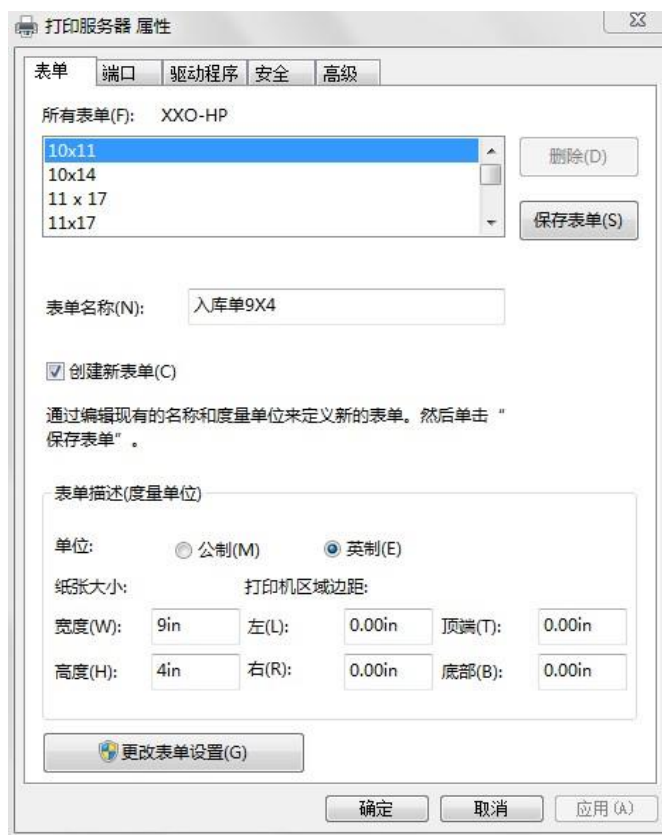 打印服务器 属性
表单 端口 驱动程序 安全 高级
所有表单(F): XXO-HP
10x11
10x14
11 x 17
11x17
删除(D)
保存表单(S)
表单名称(N): 入库单9X4
创建新表单(C)
通过编辑现有的名称和度量单位来定义新的表单。然后单击“
保存表单”。
表单描述(度量单位)
单位: 公制(M) 英制(E)
纸张大小: 打印机区域边距:
宽度(W): 9in 左(L): 0.00in 顶端(T): 0.00in
高度(H): 4in 右(R): 0.00in 底部(B): 0.00in
更改表单设置(G)
确定 取消 应用(A)